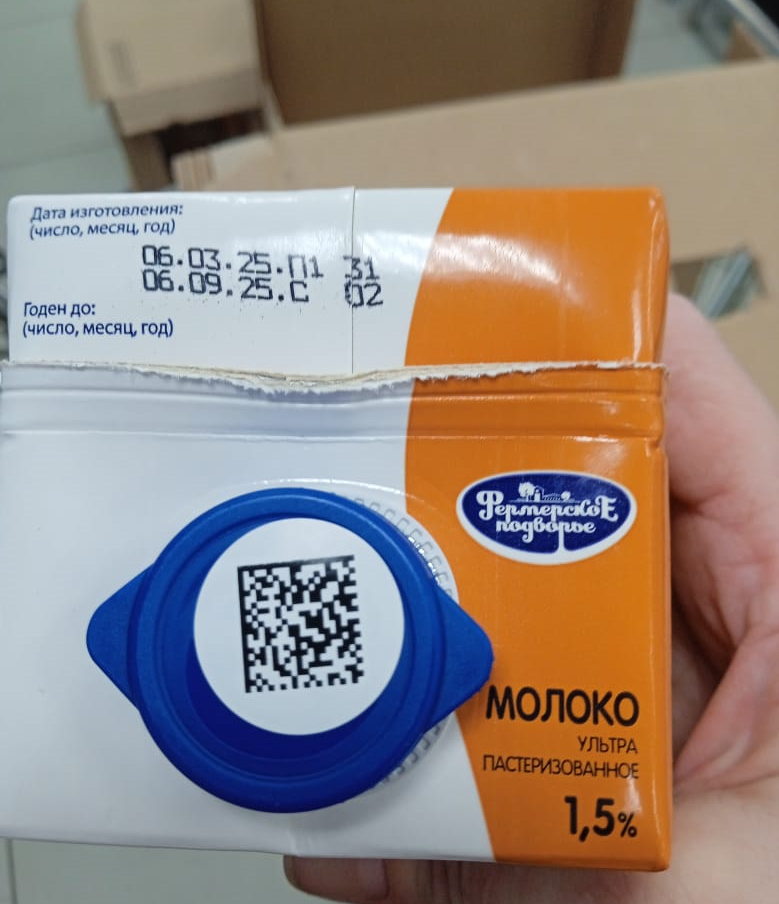 Дата изготовления:
(число, месяц, год)
06.03.25.П1 31
06.09.25.С 02
Годен до:
(число, месяц, год)
Фермерское
подворье
МОЛОКО
УЛЬТРА
ПАСТЕРИЗОВАННОЕ
1,5%